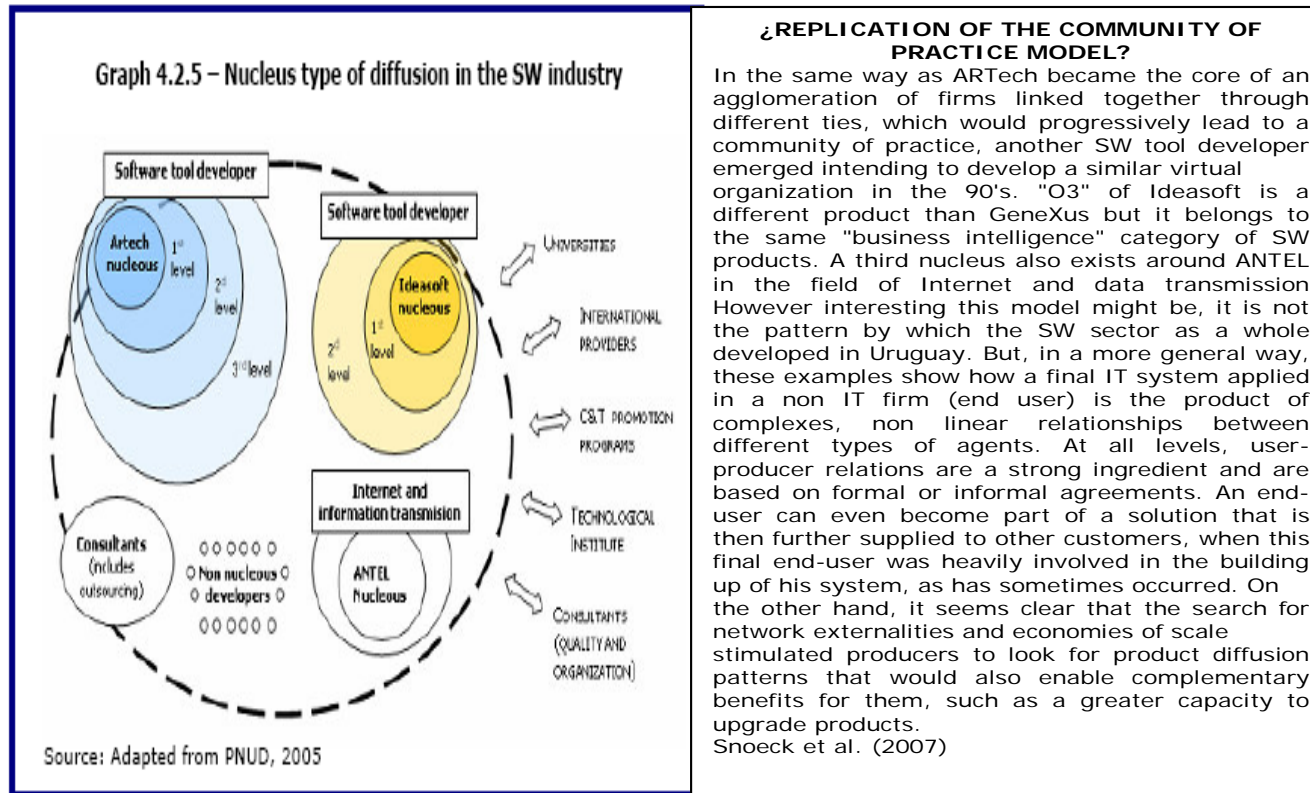 Graph 4.2.5 – Nucleus type of diffusion in the SW industry
Software tool developer
Artech
nucleous
1st
level
2nd
level
3rd level
Software tool developer
Ideasoft
nucleous
1st
level
2nd
level
UNIVERSITIES
INTERNATIONAL
PROVIDERS
C&T PROMOTION
PROGRAMS
TECHNOLOGICAL
INSTITUTE
CONSULTANTS
(QUALITY AND
ORGANIZATION)
Consultants
(includes
outsourcing)
Non nucleous
developers
Internet and
information transmision
ANTEL
Nucleous
Source: Adapted from PNUD, 2005
¿REPLICATION OF THE COMMUNITY OF
PRACTICE MODEL?
In the same way as ARTech became the core of an
agglomeration of firms linked together through
different ties, which would progressively lead to a
community of practice, another SW tool developer
emerged intending to develop a similar virtual
organization in the 90's. "O3" of Ideasoft is a
different product than GeneXus but it belongs to
the same "business intelligence" category of SW
products. A third nucleus also exists around ANTEL
in the field of Internet and data transmission
However interesting this model might be, it is not
the pattern by which the SW sector as a whole
developed in Uruguay. But, in a more general way,
these examples show how a final IT system applied
in a non IT firm (end user) is the product of
complexes, non linear relationships between
different types of agents. At all levels, user-
producer relations are a strong ingredient and are
based on formal or informal agreements. An end-
user can even become part of a solution that is
then further supplied to other customers, when this
final end-user was heavily involved in the building
up of his system, as has sometimes occurred. On
the other hand, it seems clear that the search for
network externalities and economies of scale
stimulated producers to look for product diffusion
patterns that would also enable complementary
benefits for them, such as a greater capacity to
upgrade products.
Snoeck et al. (2007)